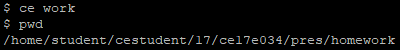 $ ce work
$ pwd
/home/student/cestudent/17/ce17e034/pres/homework